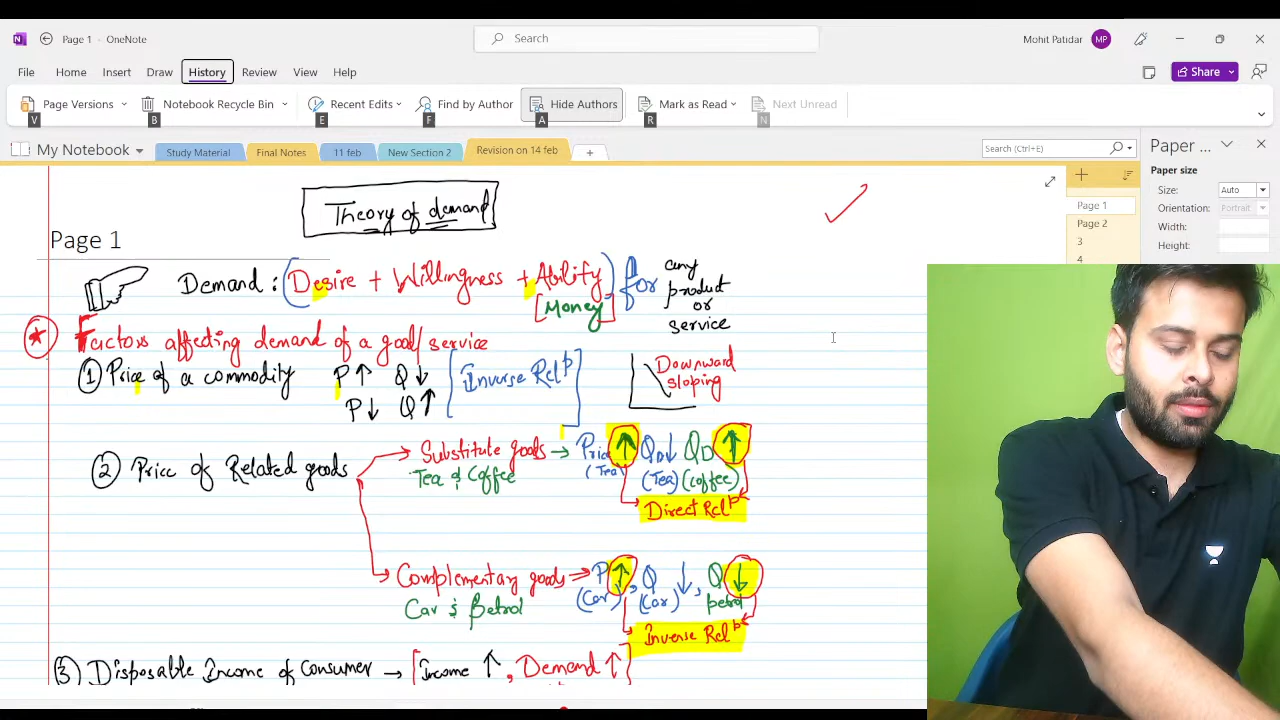 Page 1 - OneNote
Search
Mohit Patidar MP
File Home Insert Draw History Review View Help
Share
Page Versions Notebook Recycle Bin Recent Edits Find by Author Hide Authors Mark as Read Next Unread
V B E F A R N
My Notebook Study Material Final Notes 11 feb New Section 2 Revision on 14 feb + Search (Ctrl+E) Paper ...
Paper size
Size: Auto
Orientation: Portrait
Width:
Height:
Page 1
Page 2
3
4
Theory of demand
Page 1
Demand : (Desire + Willingness + Ability) for any product or service
[Money]
Factors affecting demand of a good/service
① Price of a commodity P↑ Q↓ [Inverse Relⁿ] Downward sloping
P↓ Q↑
② Price of Related goods
Substitute goods → Price ↑ QD↓ QD ↑
Tea & Coffee (Tea) (Tea) (coffee)
Direct Relⁿ
Complementary goods ⇒ P↑, Q↓, Q↓
Car & Petrol (Car) (Car) petrol
Inverse Relⁿ
③ Disposable Income of Consumer → [Income ↑, Demand ↑]